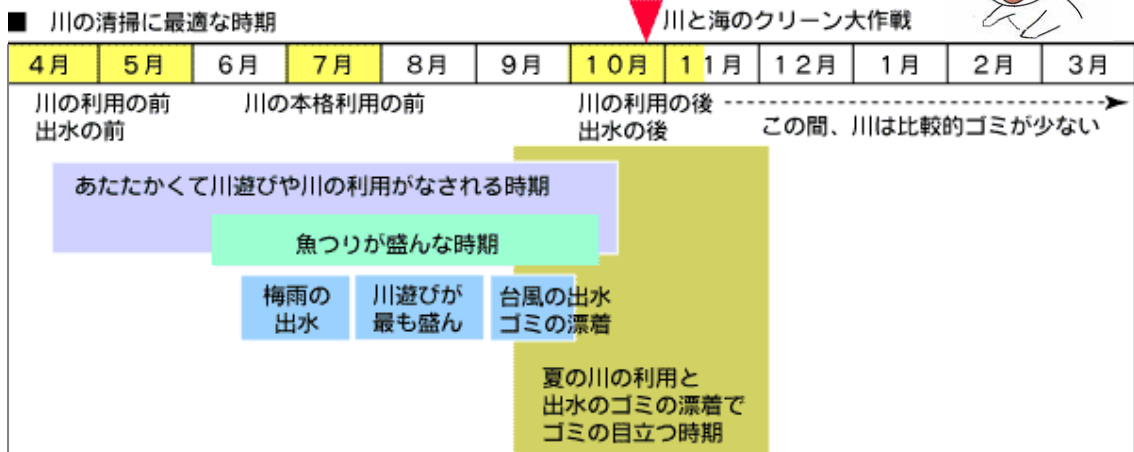 ■ 川の清掃に最適な時期
川と海のクリーン大作戦
4月 5月 6月 7月 8月 9月 10月 11月 12月 1月 2月 3月
川の利用の前
出水の前
川の本格利用の前
川の利用の後
出水の後
この間、川は比較的ゴミが少ない
あたたかくて川遊びや川の利用がなされる時期
魚つりが盛んな時期
梅雨の
出水
川遊びが
最も盛ん
台風の出水
ゴミの漂着
夏の川の利用と
出水のゴミの漂着で
ゴミの目立つ時期